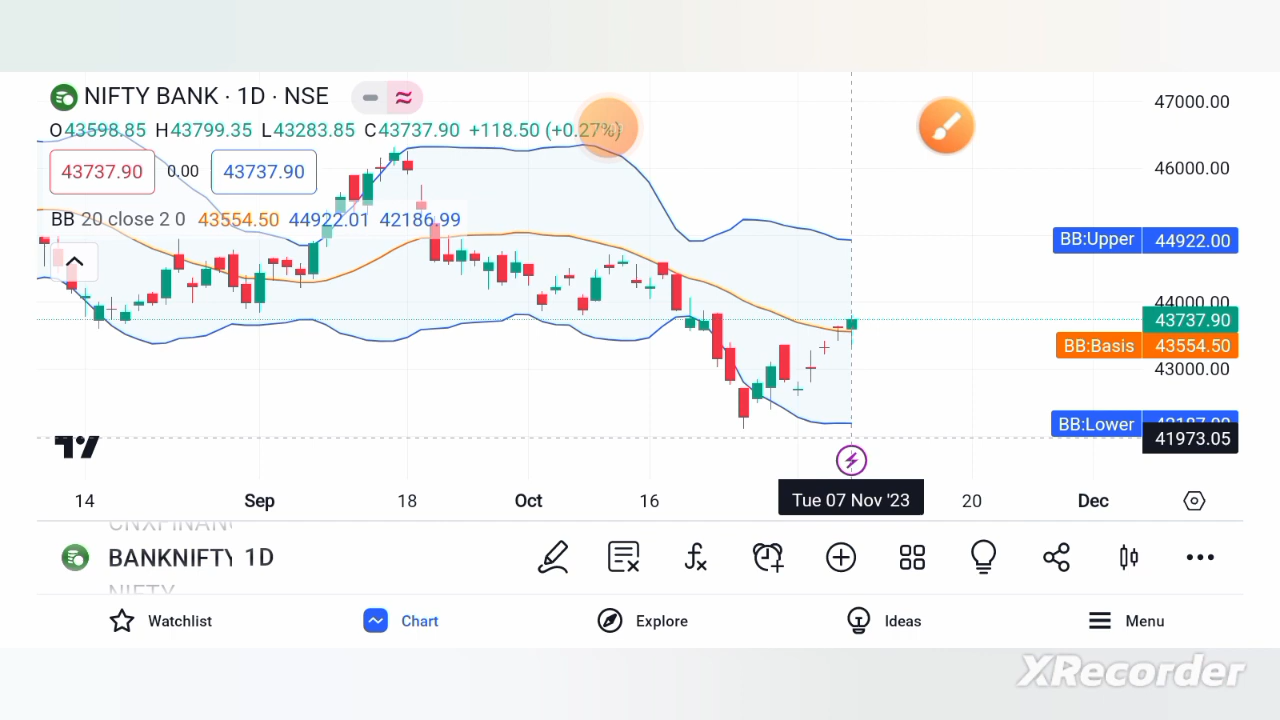 NIFTY BANK · 1D · NSE
O43598.85 H43799.35 L43283.85 C43737.90 +118.50 (+0.27%)
43737.90 0.00 43737.90
BB 20 close 2 0 43554.50 44922.01 42186.99
47000.00
46000.00
BB:Upper 44922.00
44000.00
43737.90
BB:Basis 43554.50
43000.00
BB:Lower
41973.05
14 Sep 18 Oct 16 Tue 07 Nov '23 20 Dec
BANKNIFTY 1D
Watchlist Chart Explore Ideas Menu
XRecorder